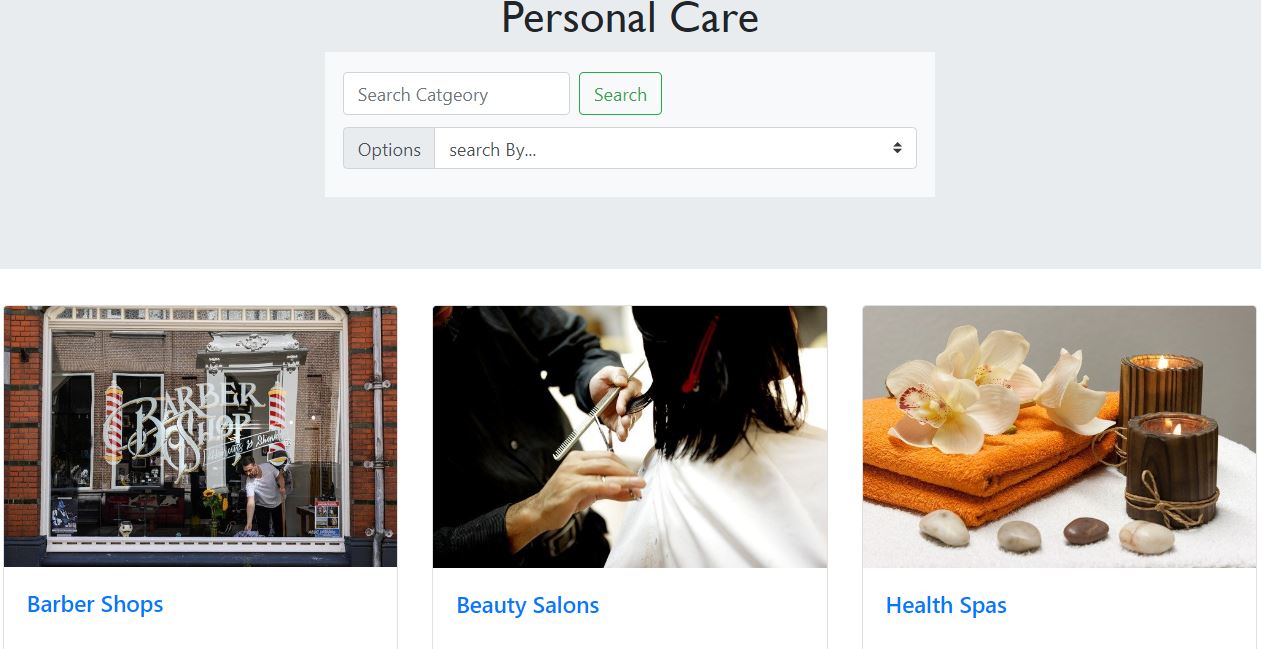 Personal Care
Search Catgeory
Search
Options
search By...
BARBER
SHOP
Barber Shops
Beauty Salons
Health Spas